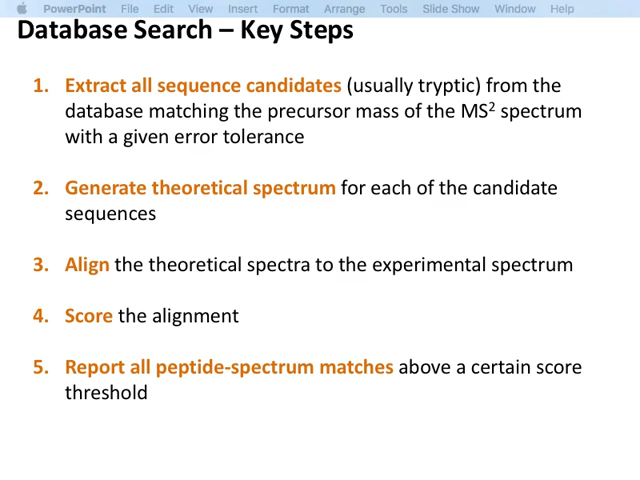 PowerPoint File Edit View Insert Format Arrange Tools Slide Show Window Help
Database Search – Key Steps
1. Extract all sequence candidates (usually tryptic) from the
database matching the precursor mass of the MS² spectrum
with a given error tolerance
2. Generate theoretical spectrum for each of the candidate
sequences
3. Align the theoretical spectra to the experimental spectrum
4. Score the alignment
5. Report all peptide-spectrum matches above a certain score
threshold